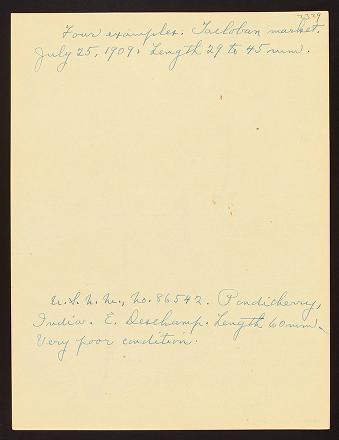 2329
Four examples. Tacloban market.
July 25, 1909. Length 29 to 45 mm.
U.S.N.M., No. 86542. Pondicherry,
India. E. Deschamp. Length 60 mm.
Very poor condition.